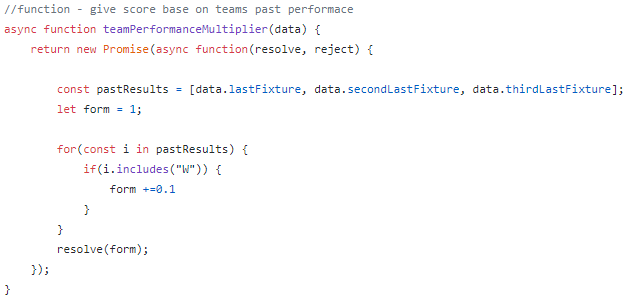 //function - give score base on teams past performace
async function teamPerformanceMultiplier(data) {
    return new Promise(async function(resolve, reject) {

        const pastResults = [data.lastFixture, data.secondLastFixture, data.thirdLastFixture];
        let form = 1;

        for(const i in pastResults) {
            if(i.includes("W")) {
                form +=0.1
            }
        }
        resolve(form);
    });
}